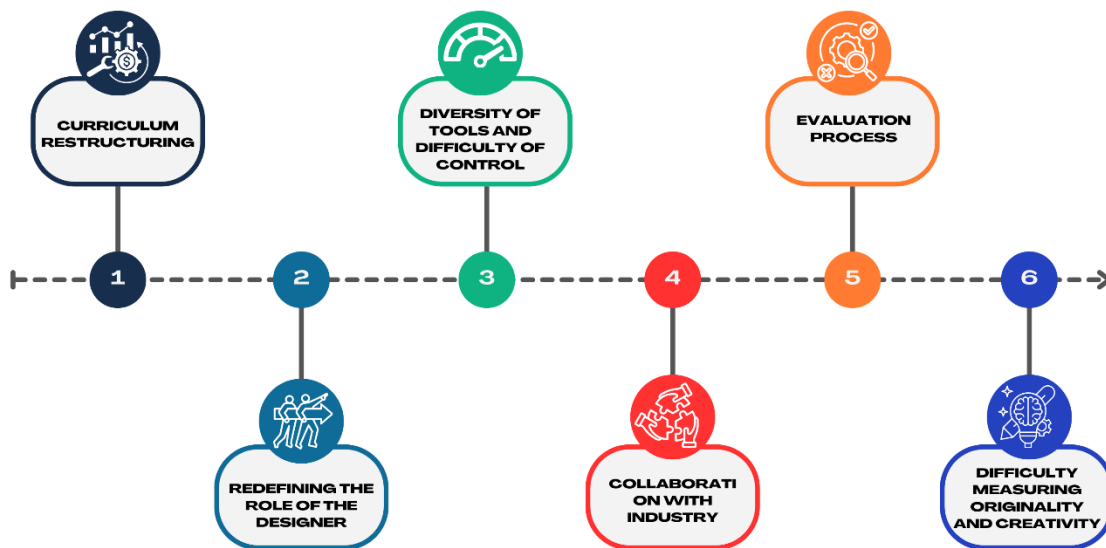 $
CURRICULUM
RESTRUCTURING
DIVERSITY OF
TOOLS AND
DIFFICULTY OF
CONTROL
EVALUATION
PROCESS
1
2
3
4
5
6
REDEFINING THE
ROLE OF THE
DESIGNER
COLLABORATI
ON WITH
INDUSTRY
DIFFICULTY
MEASURING
ORIGINALITY
AND CREATIVITY